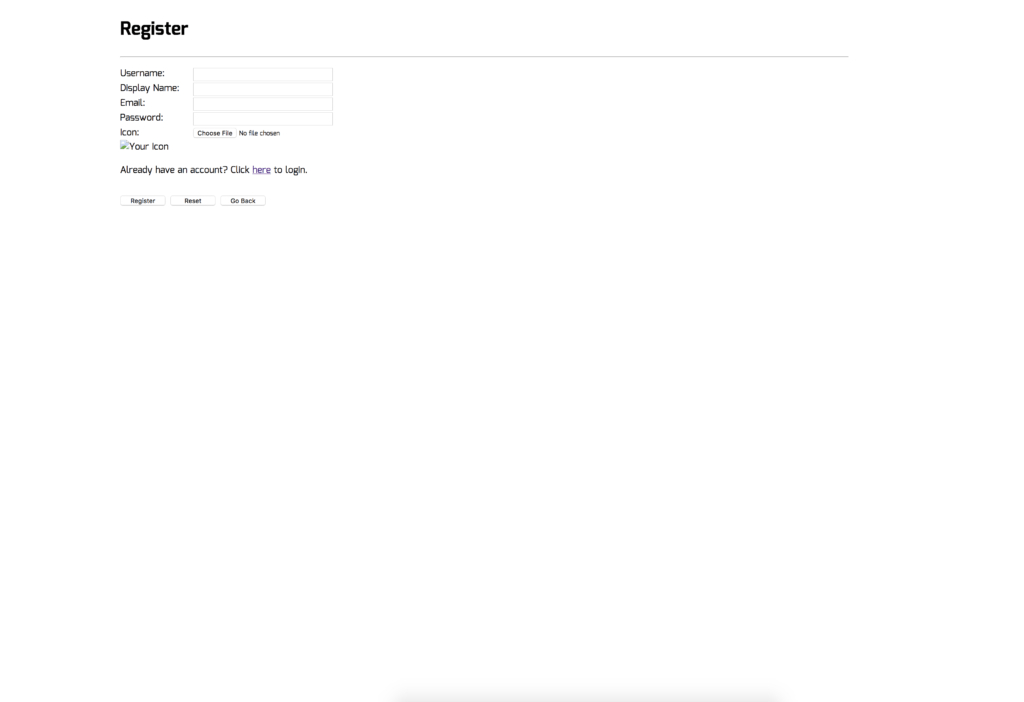 Register
Username:
Display Name:
Email:
Password:
Icon: Choose File No file chosen
Your Icon
Already have an account? Click here to login.
Register Reset Go Back